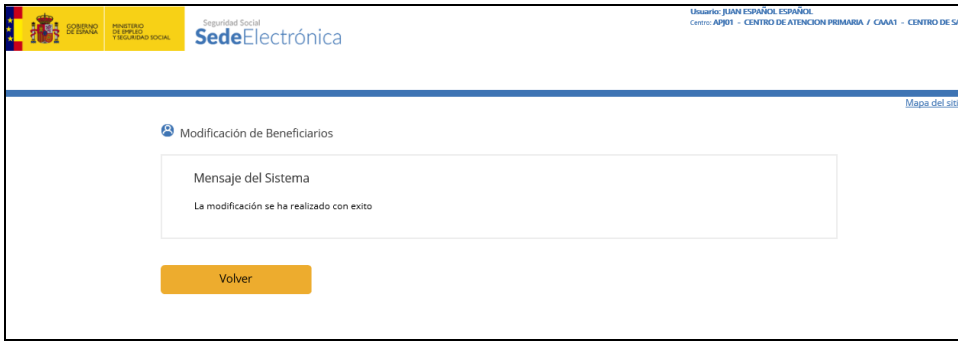 Usuario: JUAN ESPAÑOL ESPAÑOL
Centro: APJ01 - CENTRO DE ATENCION PRIMARIA / CAAA1 - CENTRO DE
GOBIERNO
DE ESPAÑA
MINISTERIO
DE EMPLEO
Y SEGURIDAD SOCIAL
Seguridad Social
SedeElectrónica
Mapa del siti
Modificación de Beneficiarios
Mensaje del Sistema
La modificación se ha realizado con exito
Volver